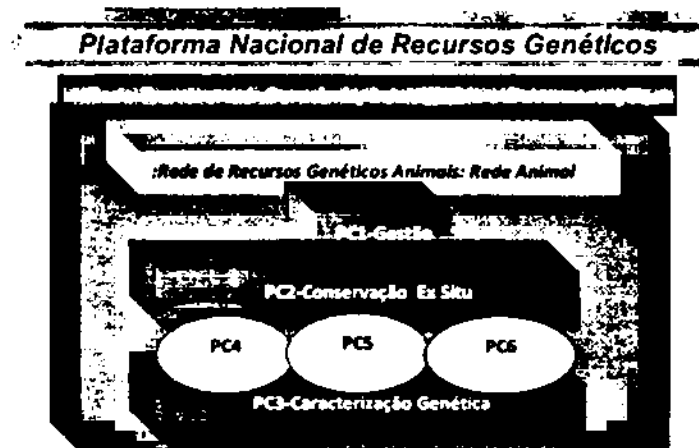 Plataforma Nacional de Recursos Genéticos
:Rede de Recursos Genéticos Animais: Rede Animal
PC1-Gestão
PC2-Conservação Ex Situ
PC4 PC5 PC6
PC3-Caracterização Genética